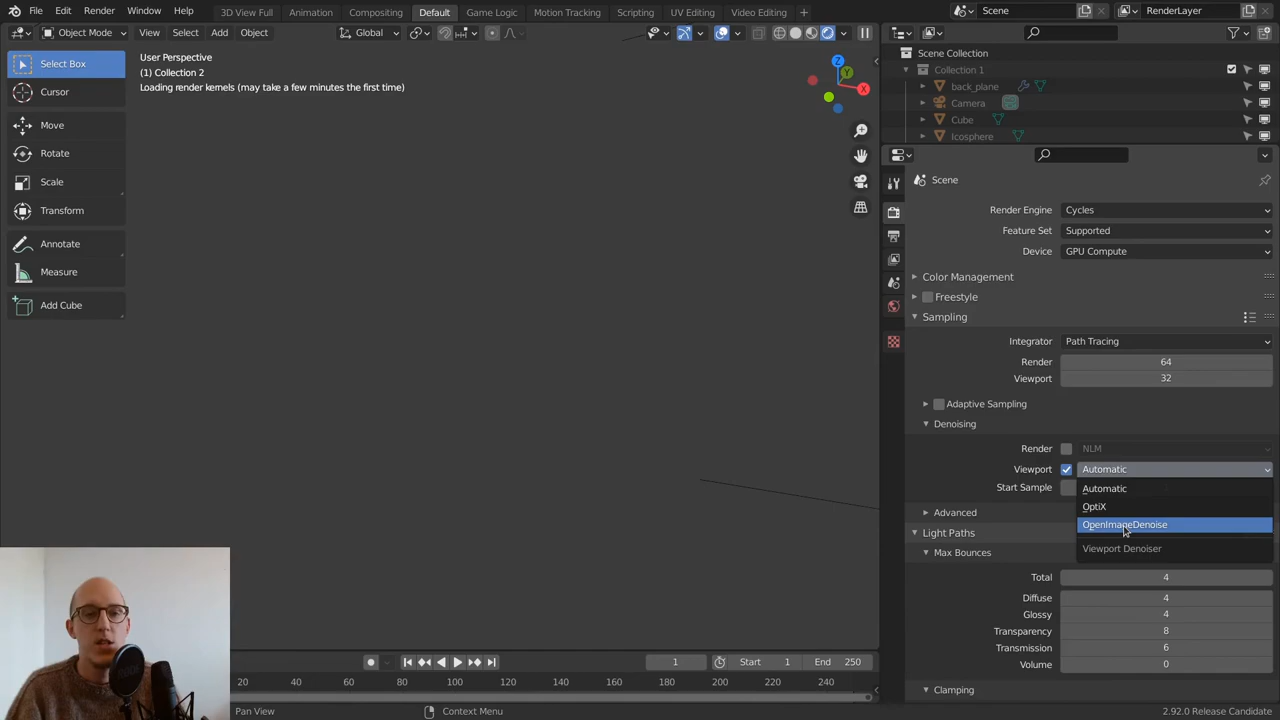 File Edit Render Window Help 3D View Full Animation Compositing Default Game Logic Motion Tracking Scripting UV Editing Video Editing + Scene RenderLayer
Object Mode View Select Add Object Global
Select Box
Cursor
Move
Rotate
Scale
Transform
Annotate
Measure
Add Cube
User Perspective
(1) Collection 2
Loading render kernels (may take a few minutes the first time)
Z
Y
X
Scene Collection
Collection 1
back_plane
Camera
Cube
Icosphere
Scene
Render Engine Cycles
Feature Set Supported
Device GPU Compute
Color Management
Freestyle
Sampling
Integrator Path Tracing
Render 64
Viewport 32
Adaptive Sampling
Denoising
Render NLM
Viewport Automatic
Start Sample Automatic
OptiX
Advanced
OpenImageDenoise
Light Paths
Viewport Denoiser
Max Bounces
Total 4
Diffuse 4
Glossy 4
Transparency 8
Transmission 6
Volume 0
Clamping
1 Start 1 End 250
20 40 60 80 100 120 140 160 180 200 220 240
Pan View Context Menu 2.92.0 Release Candidate